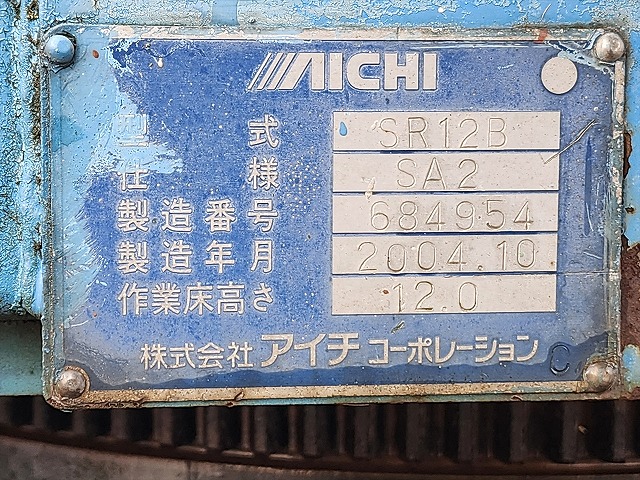 AICHI
型式 SR12B
仕様 SA2
製造番号 684954
製造年月 2004.10
作業床高さ 12.0
株式会社 アイチ コーポレーション C